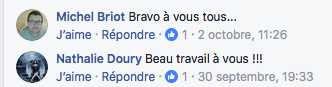 Michel Briot Bravo à vous tous...
J'aime · Répondre · 1 · 2 octobre, 11:26
Nathalie Doury Beau travail à vous !!!
J'aime · Répondre · 1 · 30 septembre, 19:33